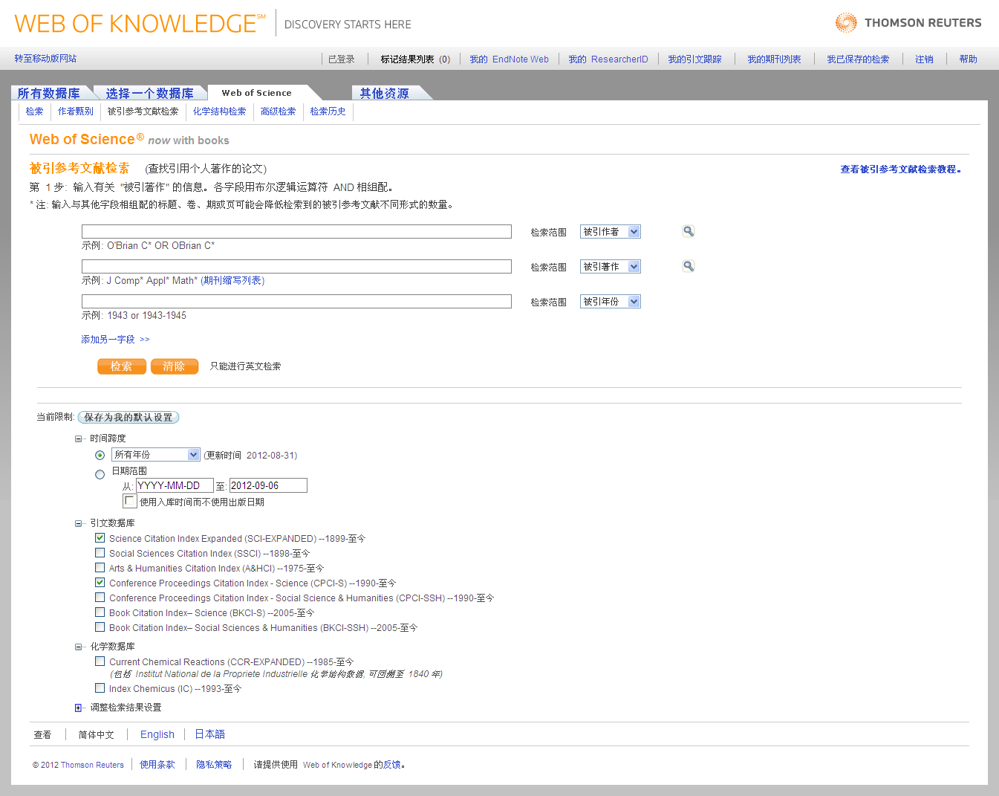 WEB OF KNOWLEDGE℠ DISCOVERY STARTS HERE THOMSON REUTERS
转至移动版网站 已登录 标记结果列表 (0) 我的 EndNote Web 我的 ResearcherID 我的引文跟踪 我的期刊列表 我已保存的检索 注销 帮助
所有数据库 选择一个数据库 Web of Science 其他资源
检索 作者甄别 被引参考文献检索 化学结构检索 高级检索 检索历史
Web of Science® now with books
被引参考文献检索 (查找引用个人著作的论文) 查看被引参考文献检索教程。
第 1 步: 输入有关 "被引著作" 的信息。各字段用布尔逻辑运算符 AND 相组配。
* 注: 输入与其他字段相组配的标题、卷、期或页可能会降低检索到的被引参考文献不同形式的数量。
检索范围 被引作者
示例: O'Brian C* OR OBrian C*
检索范围 被引著作
示例: J Comp* Appl* Math* (期刊缩写列表)
检索范围 被引年份
示例: 1943 or 1943-1945
添加另一字段 >>
检索 清除 只能进行英文检索
当前限制: 保存为我的默认设置
时间跨度
所有年份 (更新时间 2012-08-31)
日期范围
从: YYYY-MM-DD 至: 2012-09-06
使用入库时间而不使用出版日期
引文数据库
Science Citation Index Expanded (SCI-EXPANDED) --1899-至今
Social Sciences Citation Index (SSCI) --1898-至今
Arts & Humanities Citation Index (A&HCI) --1975-至今
Conference Proceedings Citation Index - Science (CPCI-S) --1990-至今
Conference Proceedings Citation Index - Social Science & Humanities (CPCI-SSH) --1990-至今
Book Citation Index– Science (BKCI-S) --2005-至今
Book Citation Index– Social Sciences & Humanities (BKCI-SSH) --2005-至今
化学数据库
Current Chemical Reactions (CCR-EXPANDED) --1985-至今
(包括 Institut National de la Propriete Industrielle 化学结构数据, 可回溯至 1840 年)
Index Chemicus (IC) --1993-至今
调整检索结果设置
查看 简体中文 English 日本語
© 2012 Thomson Reuters 使用条款 隐私策略 请提供使用 Web of Knowledge 的反馈。